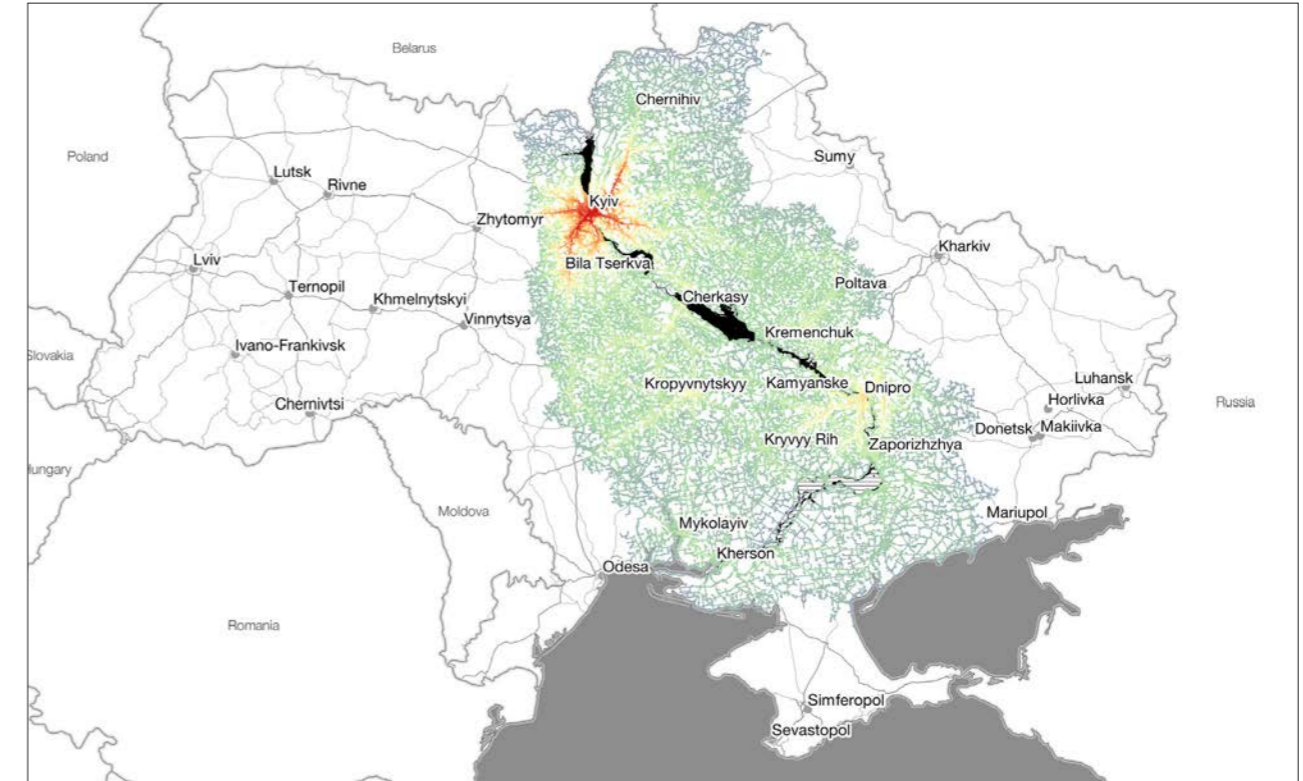 Belarus
Chernihiv
Poland
Sumy
Lutsk
Rivne
Kyiv
Zhytomyr
Kharkiv
Lviv
Bila Tserkva
Ternopil
Poltava
Khmelnytskyi
Cherkasy
Vinnytsya
Kremenchuk
Ivano-Frankivsk
Slovakia
Kropyvnytskyy
Kamyanske
Dnipro
Luhansk
Chernivtsi
Horlivka
Russia
Donetsk
Makiivka
Kryvyy Rih
Zaporizhzhya
Hungary
Moldova
Mykolayiv
Mariupol
Kherson
Odesa
Romania
Simferopol
Sevastopol